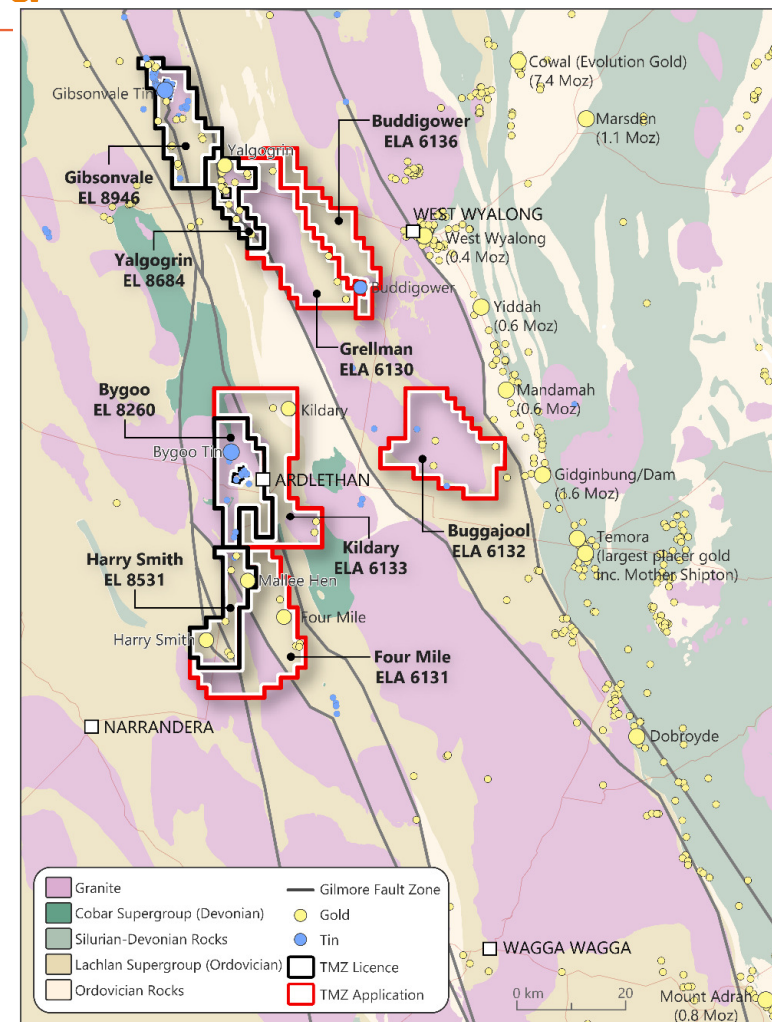 Cowal (Evolution Gold)
(7.4 Moz)
Gibsonvale Tin
Marsden
(1.1 Moz)
Buddigower
ELA 6136
Yalgogrin
Gibsonvale
EL 8946
WEST WYALONG
West Wyalong
(0.4 Moz)
Yalgogrin
EL 8684
Buddigower
Yiddah
(0.6 Moz)
Grellman
ELA 6130
Bygoo
EL 8260
Mandamah
(0.6 Moz)
Kildary
Bygoo Tin
ARDLETHAN
Gidginbung/Dam
(1.6 Moz)
Buggajool
ELA 6132
Kildary
ELA 6133
Temora
(largest placer gold
inc. Mother Shipton)
Harry Smith
EL 8531
Mallee Hen
Four Mile
Harry Smith
Four Mile
ELA 6131
NARRANDERA
Dobroyde
Granite
Cobar Supergroup (Devonian)
Silurian-Devonian Rocks
Lachlan Supergroup (Ordovician)
Ordovician Rocks
Gilmore Fault Zone
Gold
Tin
TMZ Licence
TMZ Application
WAGGA WAGGA
0 km 20
Mount Adrah
(0.8 Moz)